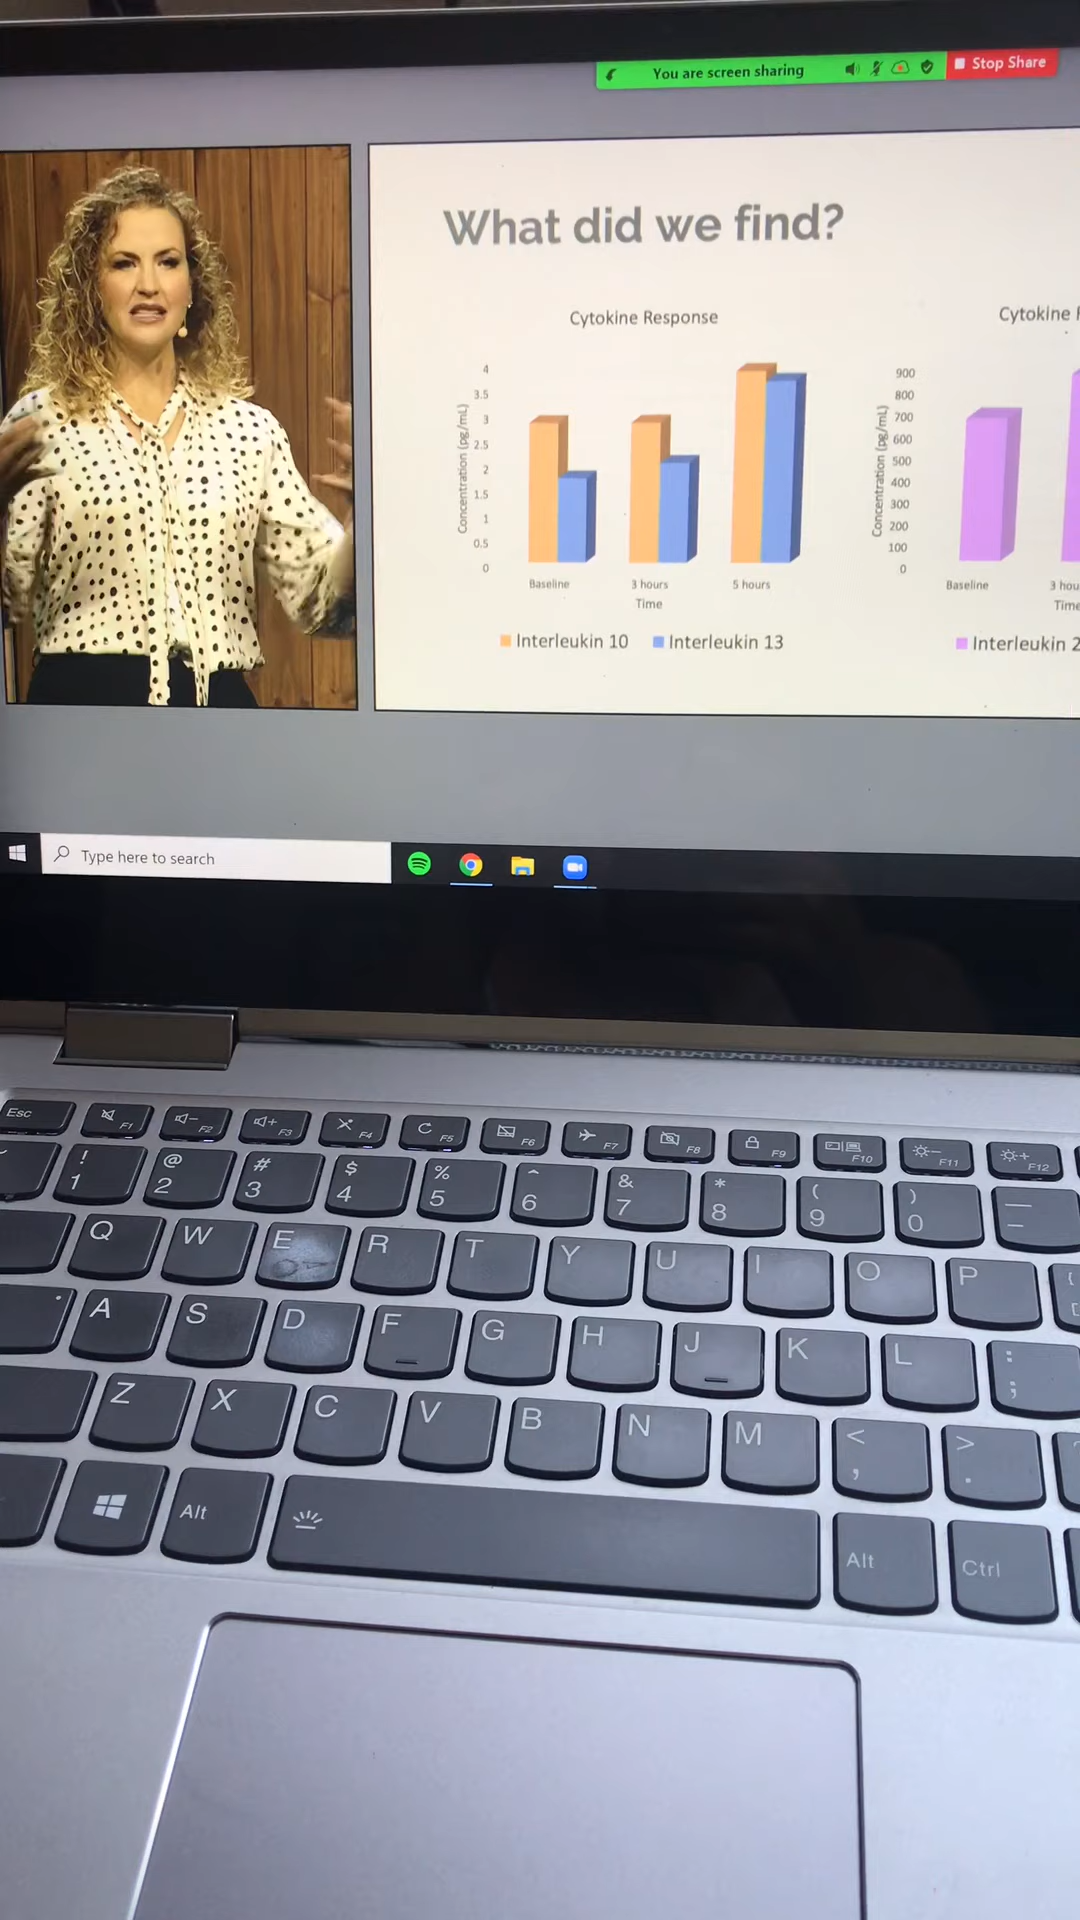 You are screen sharing
Stop Share
What did we find?
Cytokine Response
Concentration (pg/mL)
4
3.5
3
2.5
2
1.5
1
0.5
0
Baseline
3 hours
5 hours
Time
Interleukin 10
Interleukin 13
Cytokine
Concentration (pg/mL)
900
800
700
600
500
400
300
200
100
0
Baseline
3 hou
Time
Interleukin 2
Type here to search
Esc
F1
F2
F3
F4
F5
F6
F7
F8
F9
F10
F11
F12
! 1
@ 2
# 3
$ 4
% 5
^ 6
& 7
* 8
( 9
) 0
Q W E R T Y U I O P {
A S D F G H J K L : ;
Z X C V B N M < , > .
Alt
Alt
Ctrl